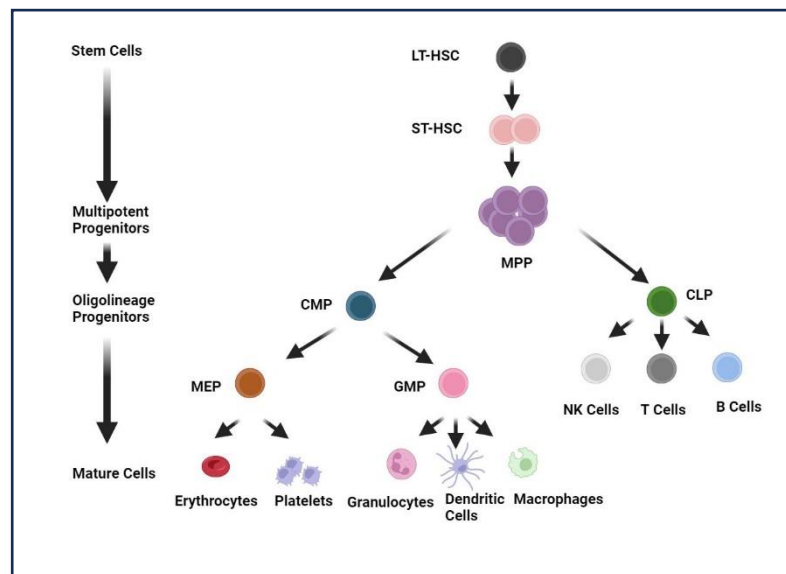 Stem Cells
LT-HSC
ST-HSC
Multipotent
Progenitors
MPP
Oligolineage
Progenitors
CMP
CLP
MEP
GMP
NK Cells
T Cells
B Cells
Mature Cells
Erythrocytes
Platelets
Granulocytes
Dendritic
Cells
Macrophages